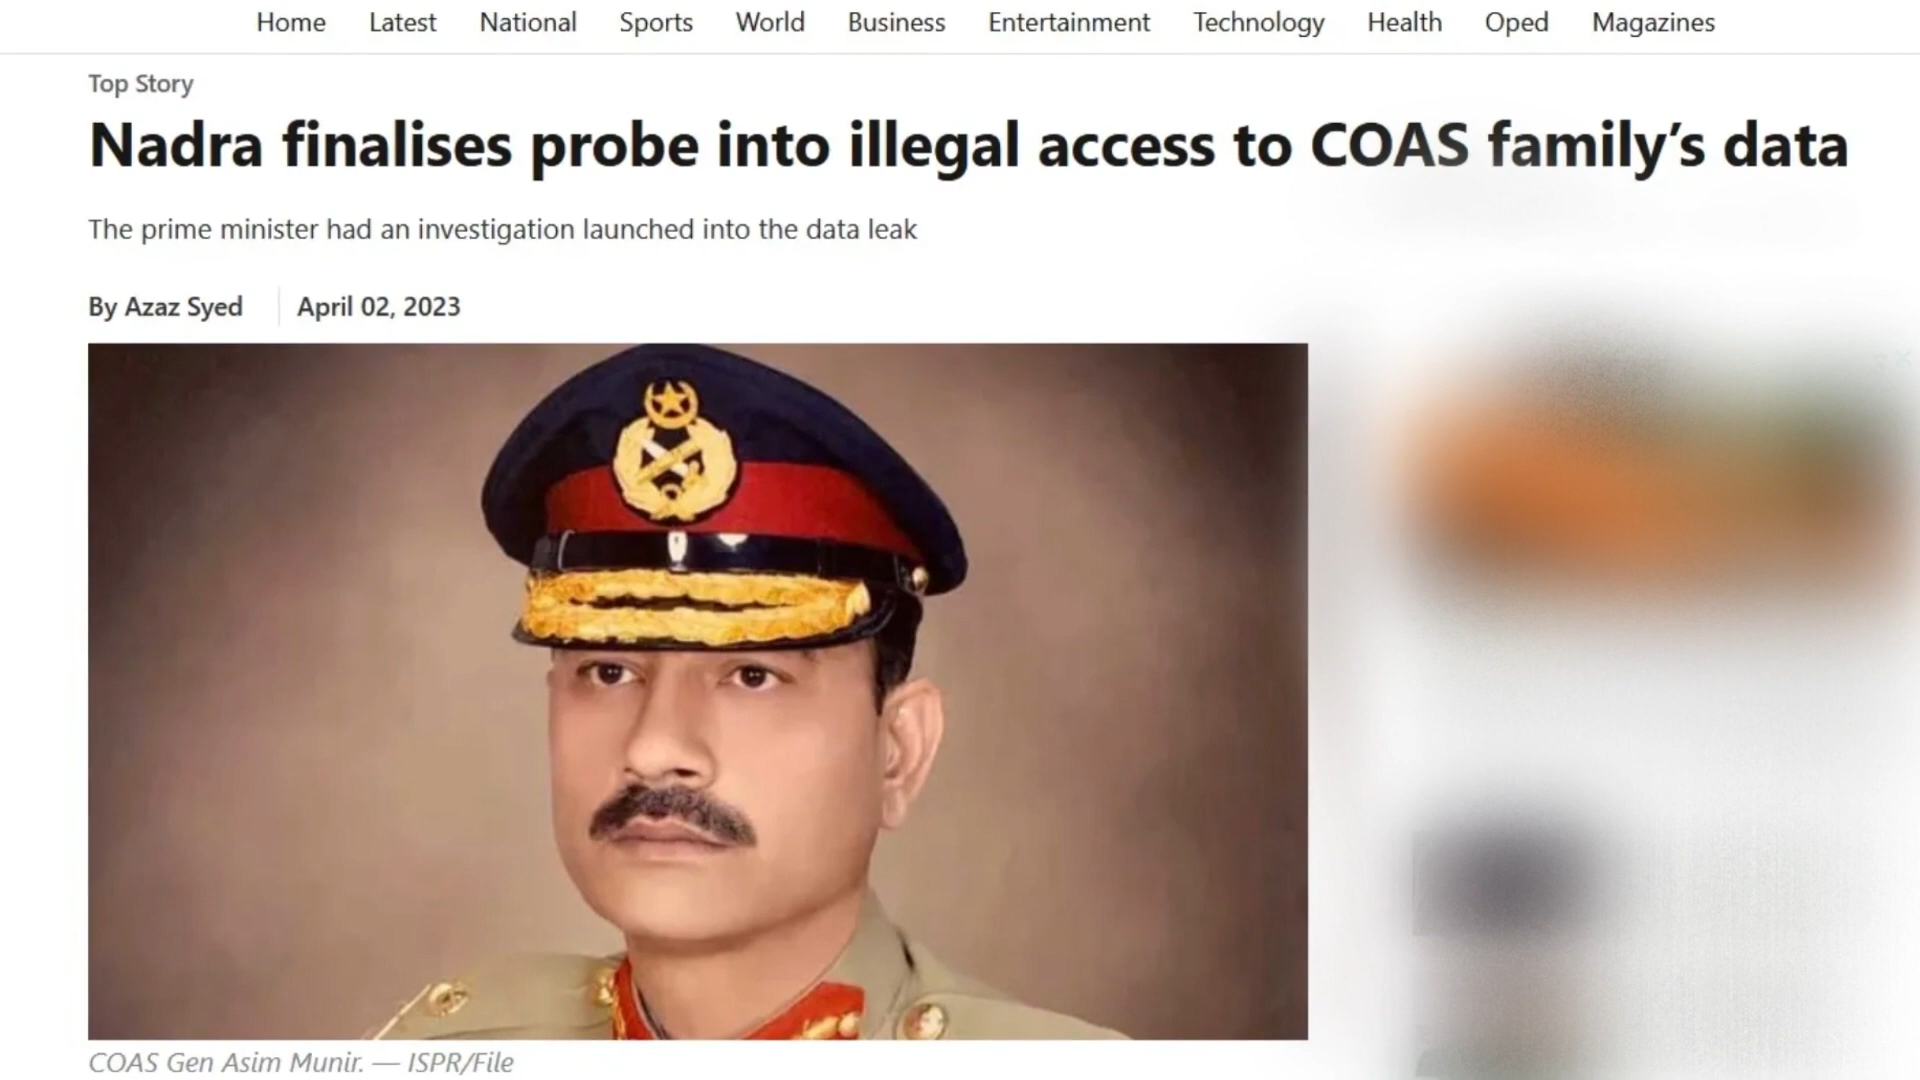 Home Latest National Sports World Business Entertainment Technology Health Oped Magazines
Top Story
Nadra finalises probe into illegal access to COAS family’s data
The prime minister had an investigation launched into the data leak
By Azaz Syed April 02, 2023
COAS Gen Asim Munir. — ISPR/File